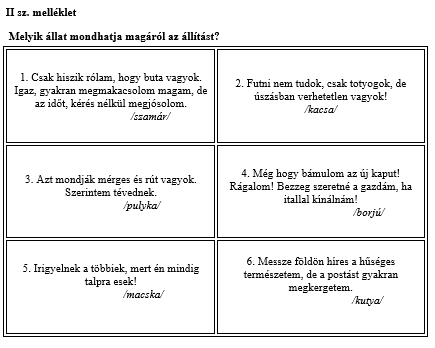 II sz. melléklet
Melyik állat mondhatja magáról az állítást?
1. Csak hiszik rólam, hogy buta vagyok.
Igaz, gyakran megmakacsolom magam, de
az időt, kérés nélkül megjósolom.
/szamár/
2. Futni nem tudok, csak totyogok, de
úszásban verhetetlen vagyok!
/kacsa/
3. Azt mondják mérges és rút vagyok.
Szerintem tévednek.
/pulyka/
4. Még hogy bámulom az új kaput!
Rágalom! Bezzeg szeretné a gazdám, ha
itallal kínálnám!
/borjú/
5. Irigyelnek a többiek, mert én mindig
talpra esek!
/macska/
6. Messze földön híres a hűséges
természetem, de a postást gyakran
megkergetem.
/kutya/